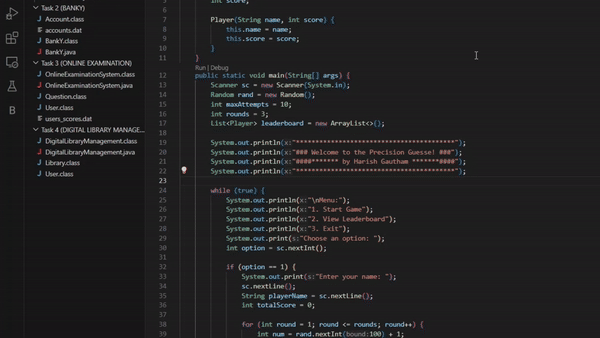 Task 2 (BANKY)
Account.class
accounts.dat
BankY.class
BankY.java
Task 3 (ONLINE EXAMINATION)
OnlineExaminationSystem.class
OnlineExaminationSystem.java
Question.class
User.class
users_scores.dat
Task 4 (DIGITAL LIBRARY MANAGE...
DigitalLibraryManagement.class
DigitalLibraryManagement.java
Library.class
User.class
B
int score;
6
7 Player(String name, int score) {
8 this.name = name;
9 this.score = score;
10 }
11 }
Run | Debug
12 public static void main(String[] args) {
13 Scanner sc = new Scanner(System.in);
14 Random rand = new Random();
15 int maxAttempts = 10;
16 int rounds = 3;
17 List<Player> leaderboard = new ArrayList<>();
18
19 System.out.println(x:"*****************************************");
20 System.out.println(x:"### Welcome to the Precision Guess! ###");
21 System.out.println(x:"####******* by Harish Gautham *******####");
22 System.out.println(x:"*****************************************");
23
24 while (true) {
25 System.out.println(x:"\nMenu:");
26 System.out.println(x:"1. Start Game");
27 System.out.println(x:"2. View Leaderboard");
28 System.out.println(x:"3. Exit");
29 System.out.print(s:"Choose an option: ");
30 int option = sc.nextInt();
31
32 if (option == 1) {
33 System.out.print(s:"Enter your name: ");
34 sc.nextLine();
35 String playerName = sc.nextLine();
36 int totalScore = 0;
37
38 for (int round = 1; round <= rounds; round++) {
39 int num = rand.nextInt(bound:100) + 1;